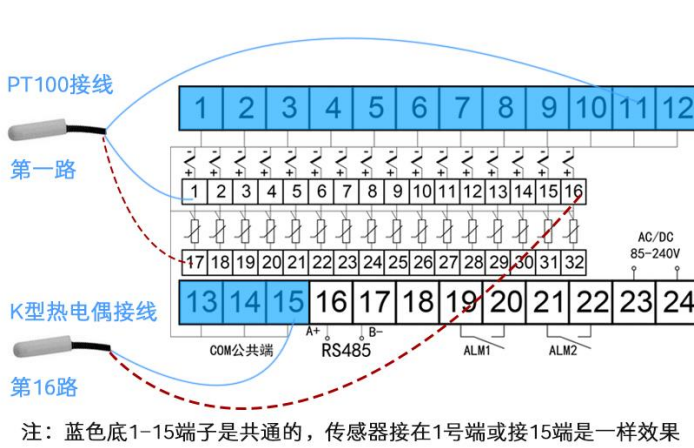 PT100接线
第一路
1 2 3 4 5 6 7 8 9 10 11 12
- - - - - - - - - - - - - - -
+ + + + + + + + + + + + + + +
1 2 3 4 5 6 7 8 9 10 11 12 13 14 15 16
17 18 19 20 21 22 23 24 25 26 27 28 29 30 31 32
AC/DC
85-240V
K型热电偶接线
第16路
13 14 15 16 17 18 19 20 21 22 23 24
A+ B-
COM公共端 RS485 ALM1 ALM2
注：蓝色底1-15端子是共通的，传感器接在1号端或接15端是一样效果